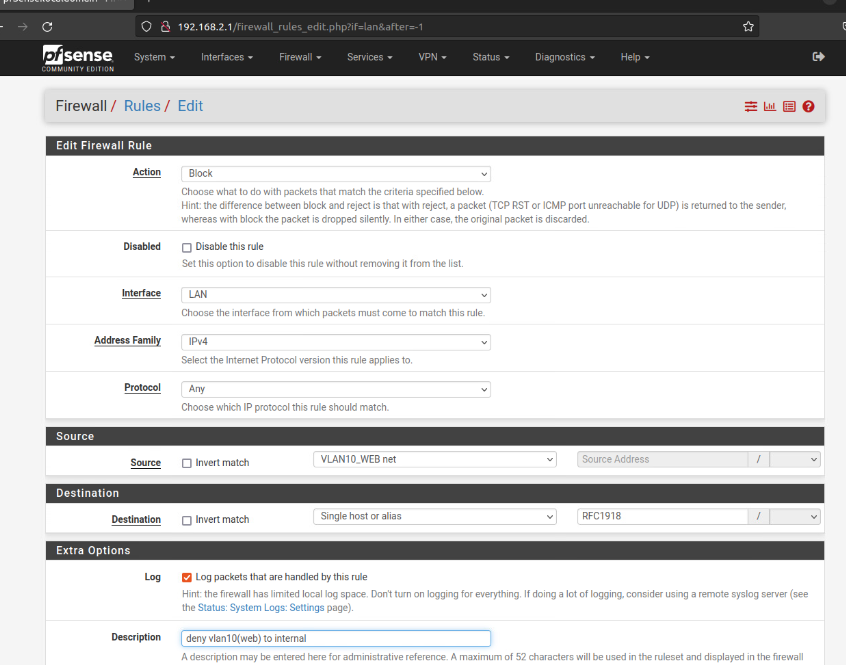 192.168.2.1/firewall_rules_edit.php?if=lan&after=-1
pfsense
COMMUNITY EDITION
System Interfaces Firewall Services VPN Status Diagnostics Help
Firewall / Rules / Edit
Edit Firewall Rule
Action
Block
Choose what to do with packets that match the criteria specified below.
Hint: the difference between block and reject is that with reject, a packet (TCP RST or ICMP port unreachable for UDP) is returned to the sender,
whereas with block the packet is dropped silently. In either case, the original packet is discarded.
Disabled
Disable this rule
Set this option to disable this rule without removing it from the list.
Interface
LAN
Choose the interface from which packets must come to match this rule.
Address Family
IPv4
Select the Internet Protocol version this rule applies to.
Protocol
Any
Choose which IP protocol this rule should match.
Source
Source
Invert match
VLAN10_WEB net
Source Address
/
Destination
Destination
Invert match
Single host or alias
RFC1918
/
Extra Options
Log
Log packets that are handled by this rule
Hint: the firewall has limited local log space. Don't turn on logging for everything. If doing a lot of logging, consider using a remote syslog server (see
the Status: System Logs: Settings page).
Description
deny vlan10(web) to internal
A description may be entered here for administrative reference. A maximum of 52 characters will be used in the ruleset and displayed in the firewall